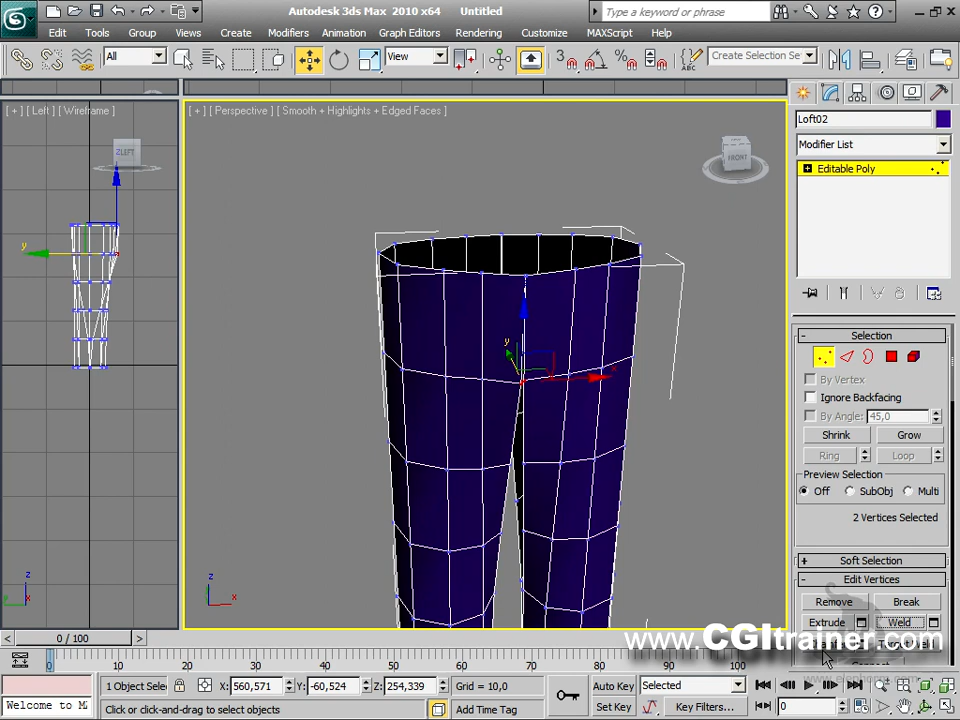 Autodesk 3ds Max 2010 x64 Untitled
Type a keyword or phrase
Edit Tools Group Views Create Modifiers Animation Graph Editors Rendering Customize MAXScript Help
All View 3 Create Selection Se
[ + ] [ Left ] [ Wireframe ]
[ + ] [ Perspective ] [ Smooth + Highlights + Edged Faces ]
LEFT
FRONT
Loft02
Modifier List
Editable Poly
Selection
By Vertex
Ignore Backfacing
By Angle: 45,0
Shrink Grow
Ring Loop
Preview Selection
Off SubObj Multi
2 Vertices Selected
Soft Selection
Edit Vertices
Remove Break
Extrude Weld
Target Weld
www.CGItrainer.com
z
y
x
0 / 100
0 10 20 30 40 50 60 70 80 90 100
1 Object Selec X: 560,571 Y: -60,524 Z: 254,339 Grid = 10,0 Auto Key Selected
Welcome to M Click or click-and-drag to select objects Add Time Tag Set Key Key Filters... 0